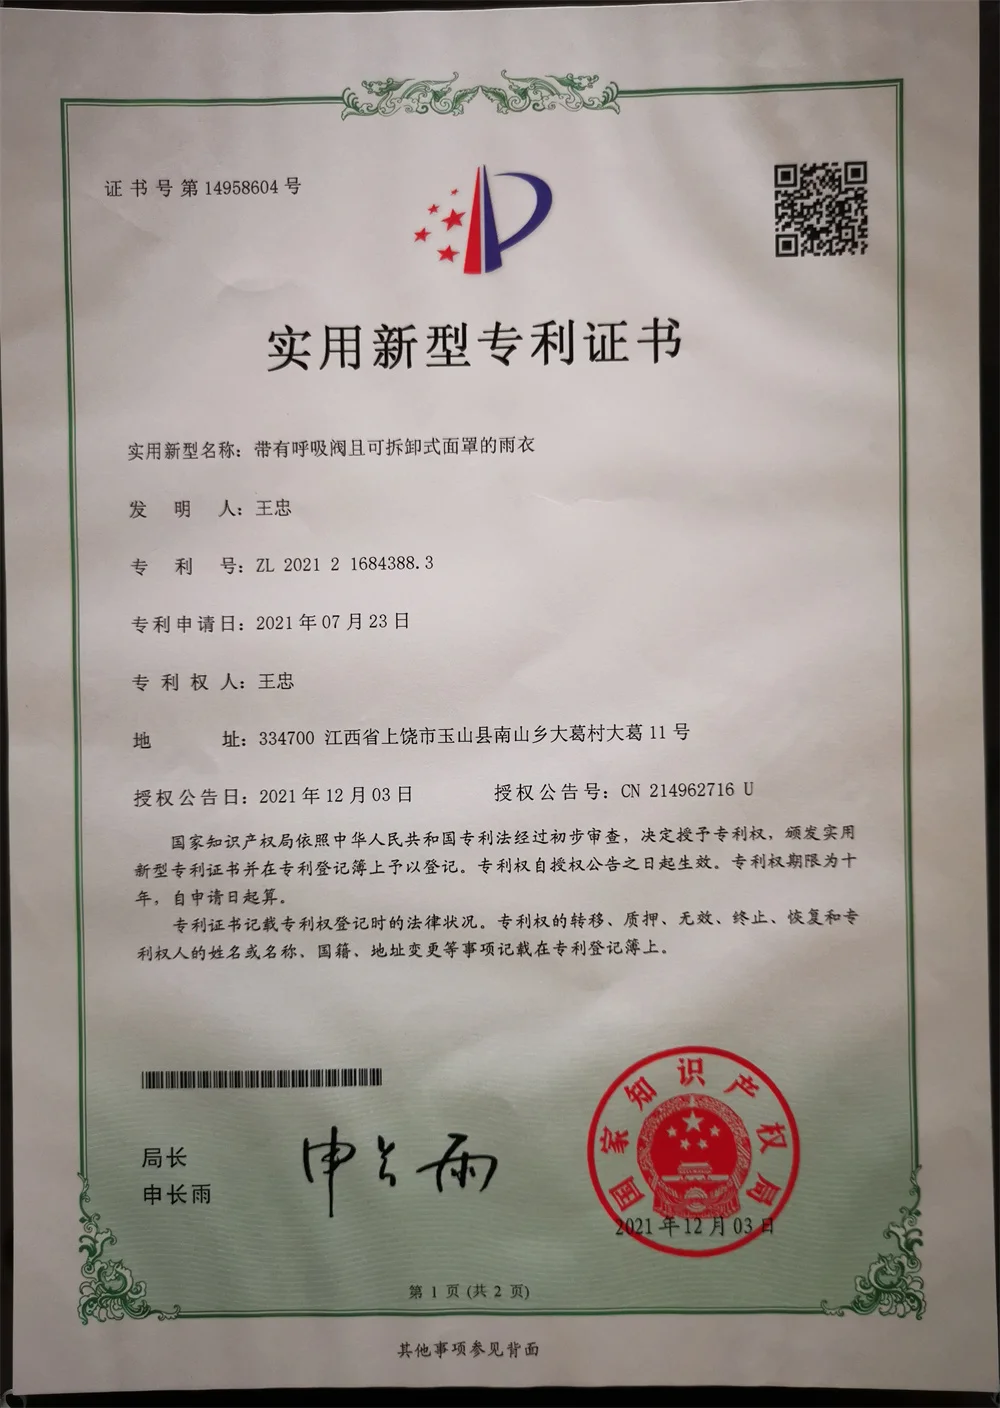 证书号第14958604号
实用新型专利证书
实用新型名称：带有呼吸阀且可拆卸式面罩的雨衣
发明人：王忠
专利号：ZL 2021 2 1684388.3
专利申请日：2021年07月23日
专利权人：王忠
地址：334700 江西省上饶市玉山县南山乡大葛村大葛11号
授权公告日：2021年12月03日 授权公告号：CN 214962716 U
国家知识产权局依照中华人民共和国专利法经过初步审查，决定授予专利权，颁发实用
新型专利证书并在专利登记簿上予以登记。专利权自授权公告之日起生效。专利权期限为十
年，自申请日起算。
专利证书记载专利权登记时的法律状况。专利权的转移、质押、无效、终止、恢复和专
利权人的姓名或名称、国籍、地址变更等事项记载在专利登记簿上。
局长
申长雨
申长雨
国家知识产权局
2021年12月03日
第 1 页 (共 2 页)
其他事项参见背面